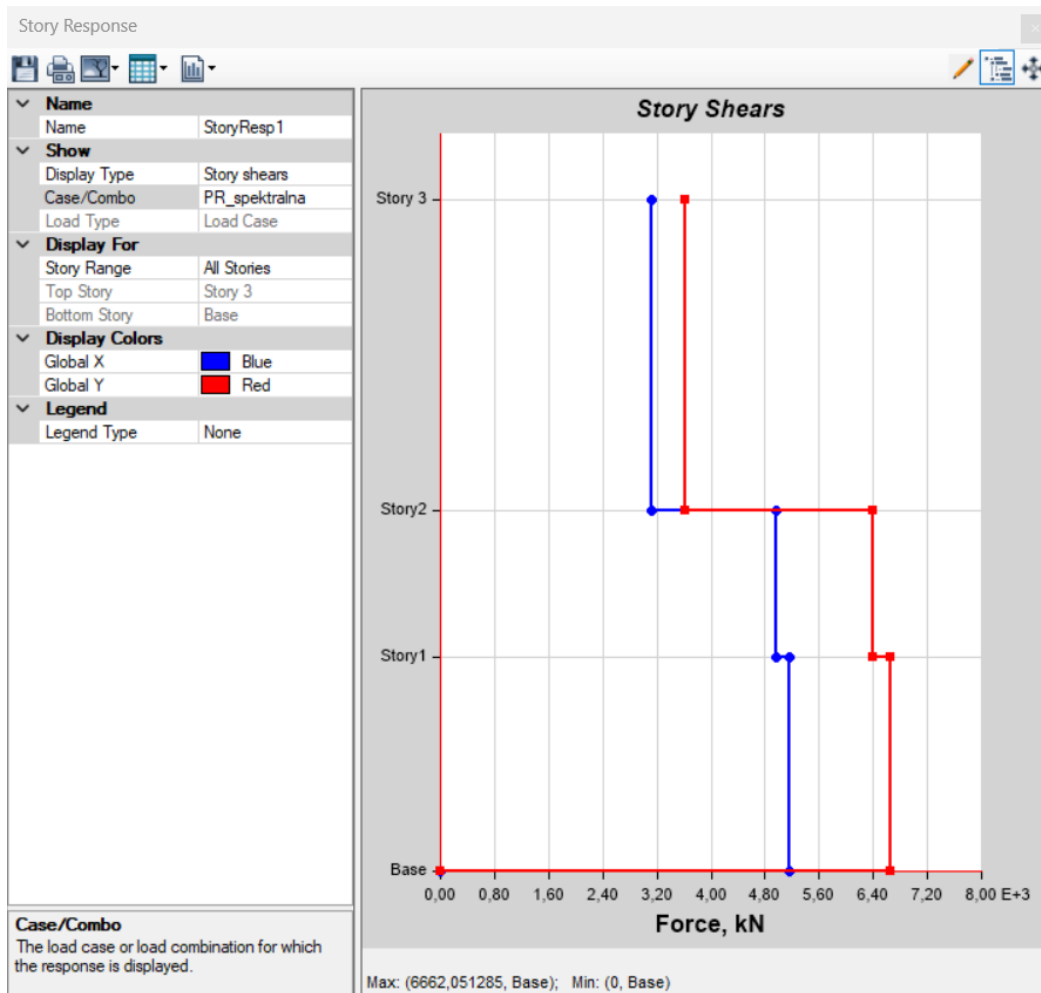 Story Response
Name
Name StoryResp1
Show
Display Type Story shears
Case/Combo PR_spektralna
Load Type Load Case
Display For
Story Range All Stories
Top Story Story 3
Bottom Story Base
Display Colors
Global X Blue
Global Y Red
Legend
Legend Type None
Case/Combo
The load case or load combination for which
the response is displayed.
Story Shears
Story 3
Story2
Story1
Base
0,00 0,80 1,60 2,40 3,20 4,00 4,80 5,60 6,40 7,20 8,00 E+3
Force, kN
Max: (6662,051285, Base); Min: (0, Base)